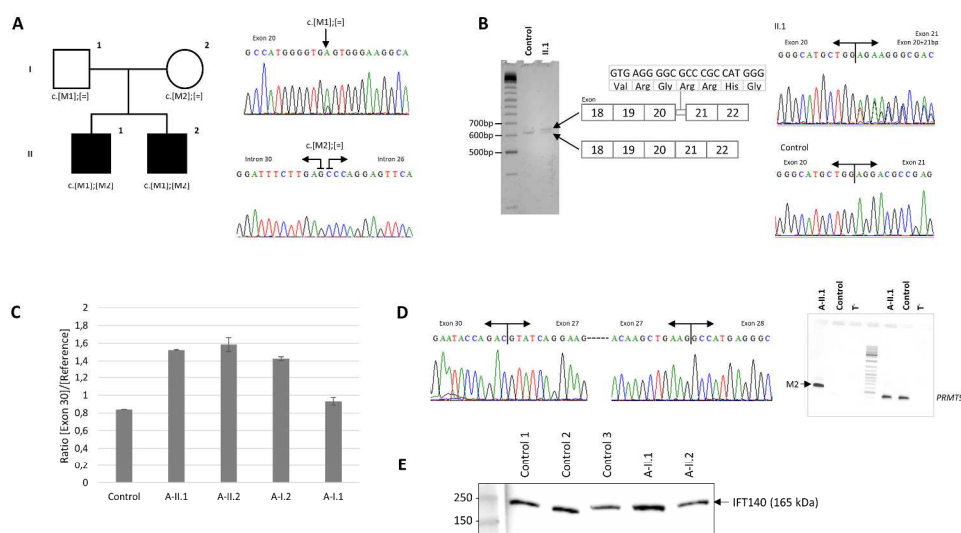 A
I
1
2
c.[M1];[=]
c.[M2];[=]
II
1
2
c.[M1];[M2]
c.[M1];[M2]
c.[M1];[=]
Exon 20
GCCATGGGGTGAGTGGGAAGGCA
c.[M2];[=]
Intron 30
Intron 26
GGATTTCTTGAGCCCAGGAGTTCA
B
Control
II.1
700bp
600bp
500bp
GTG AGG GGC GCC CGC CAT GGG
Val Arg Gly Arg Arg His Gly
Exon
18 19 20 21 22
18 19 20 21 22
II.1
Exon 20
Exon 21
Exon 20+21bp
GGGCATGCTGGAGAAGGGCGAC
Control
Exon 20
Exon 21
GGGCATGCTGGAGGACGCCGAG
C
Ratio [Exon 30]/[Reference]
2
1,8
1,6
1,4
1,2
1
0,8
0,6
0,4
0,2
0
Control
A-II.1
A-II.2
A-I.2
A-I.1
D
Exon 30
Exon 27
Exon 27
Exon 28
GAATACCAGACGTATCAGGAAG-----ACAAGCTGAAGGCCATGAGGGC
A-II.1
Control
T-
A-II.1
Control
T-
M2
PRMT5
E
Control 1
Control 2
Control 3
A-II.1
A-II.2
250
150
IFT140 (165 kDa)